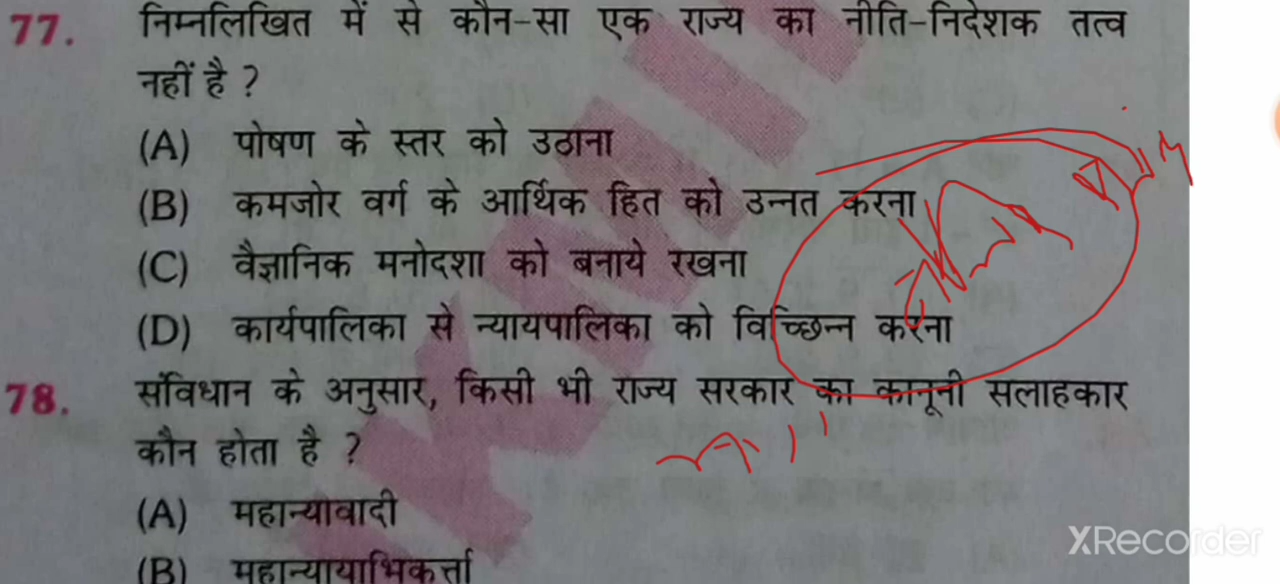 77. निम्नलिखित में से कौन-सा एक राज्य का नीति-निदेशक तत्व
नहीं है ?
(A) पोषण के स्तर को उठाना
(B) कमजोर वर्ग के आर्थिक हित को उन्नत करना
(C) वैज्ञानिक मनोदशा को बनाये रखना
(D) कार्यपालिका से न्यायपालिका को विच्छिन्न करना
78. संविधान के अनुसार, किसी भी राज्य सरकार का कानूनी सलाहकार
कौन होता है ?
(A) महान्यावादी
(B) महान्यायाभिकर्त्ता
XRecorder